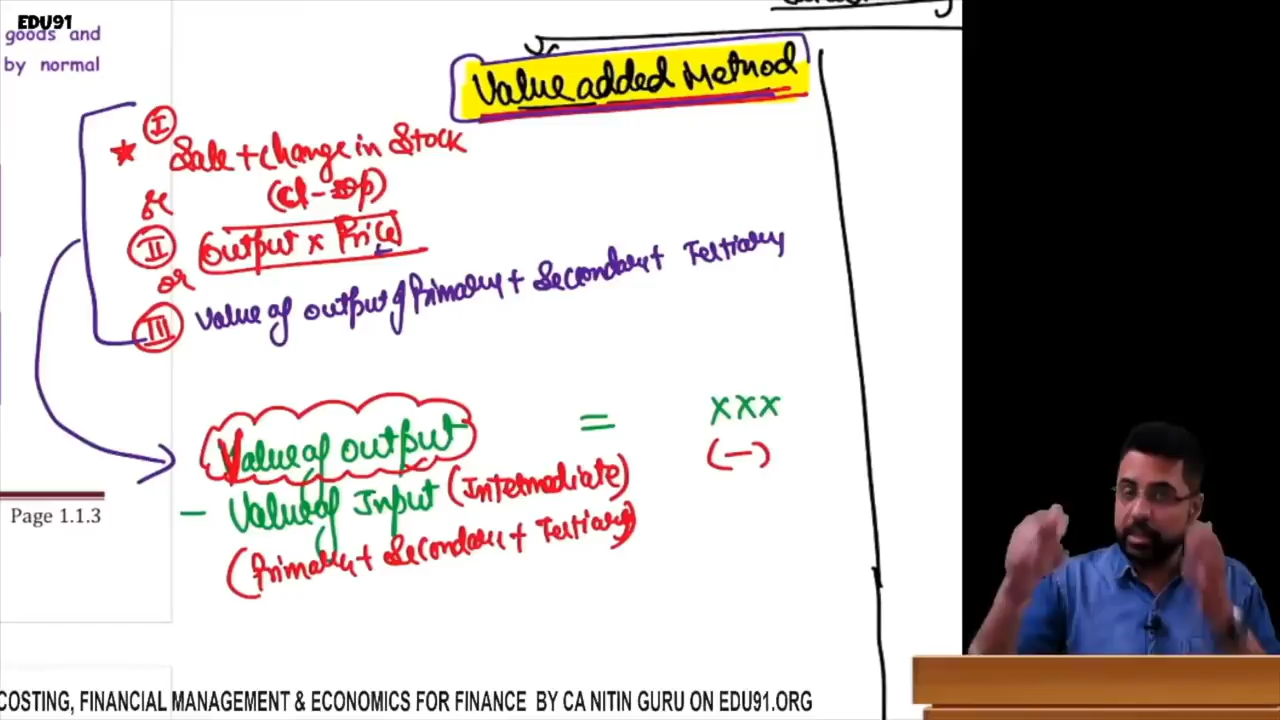 EDU91
goods and
by normal
Value added Method
I
★ Sale + change in Stock
or (cl - op)
II Output x Price
or
III Value of output of Primary + Secondary + Tertiary
Value of output = xxx
- Value of Input (Intermediate) (-)
(Primary + Secondary + Tertiary)
Page 1.1.3
COSTING, FINANCIAL MANAGEMENT & ECONOMICS FOR FINANCE BY CA NITIN GURU ON EDU91.ORG